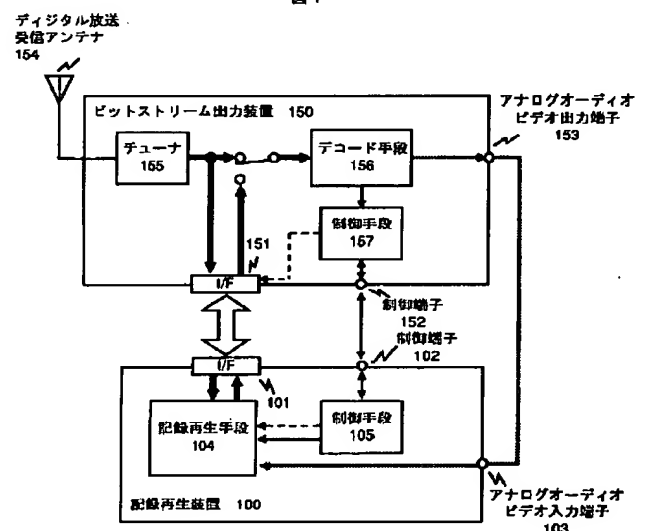 ディジタル放送
受信アンテナ
154
ビットストリーム出力装置 150
アナログオーディオ
ビデオ出力端子
153
チューナ
155
デコード手段
156
制御手段
157
151
I/F
制御端子
152
制御端子
102
I/F
101
記録再生手段
104
制御手段
105
記録再生装置 100
アナログオーディオ
ビデオ入力端子
103